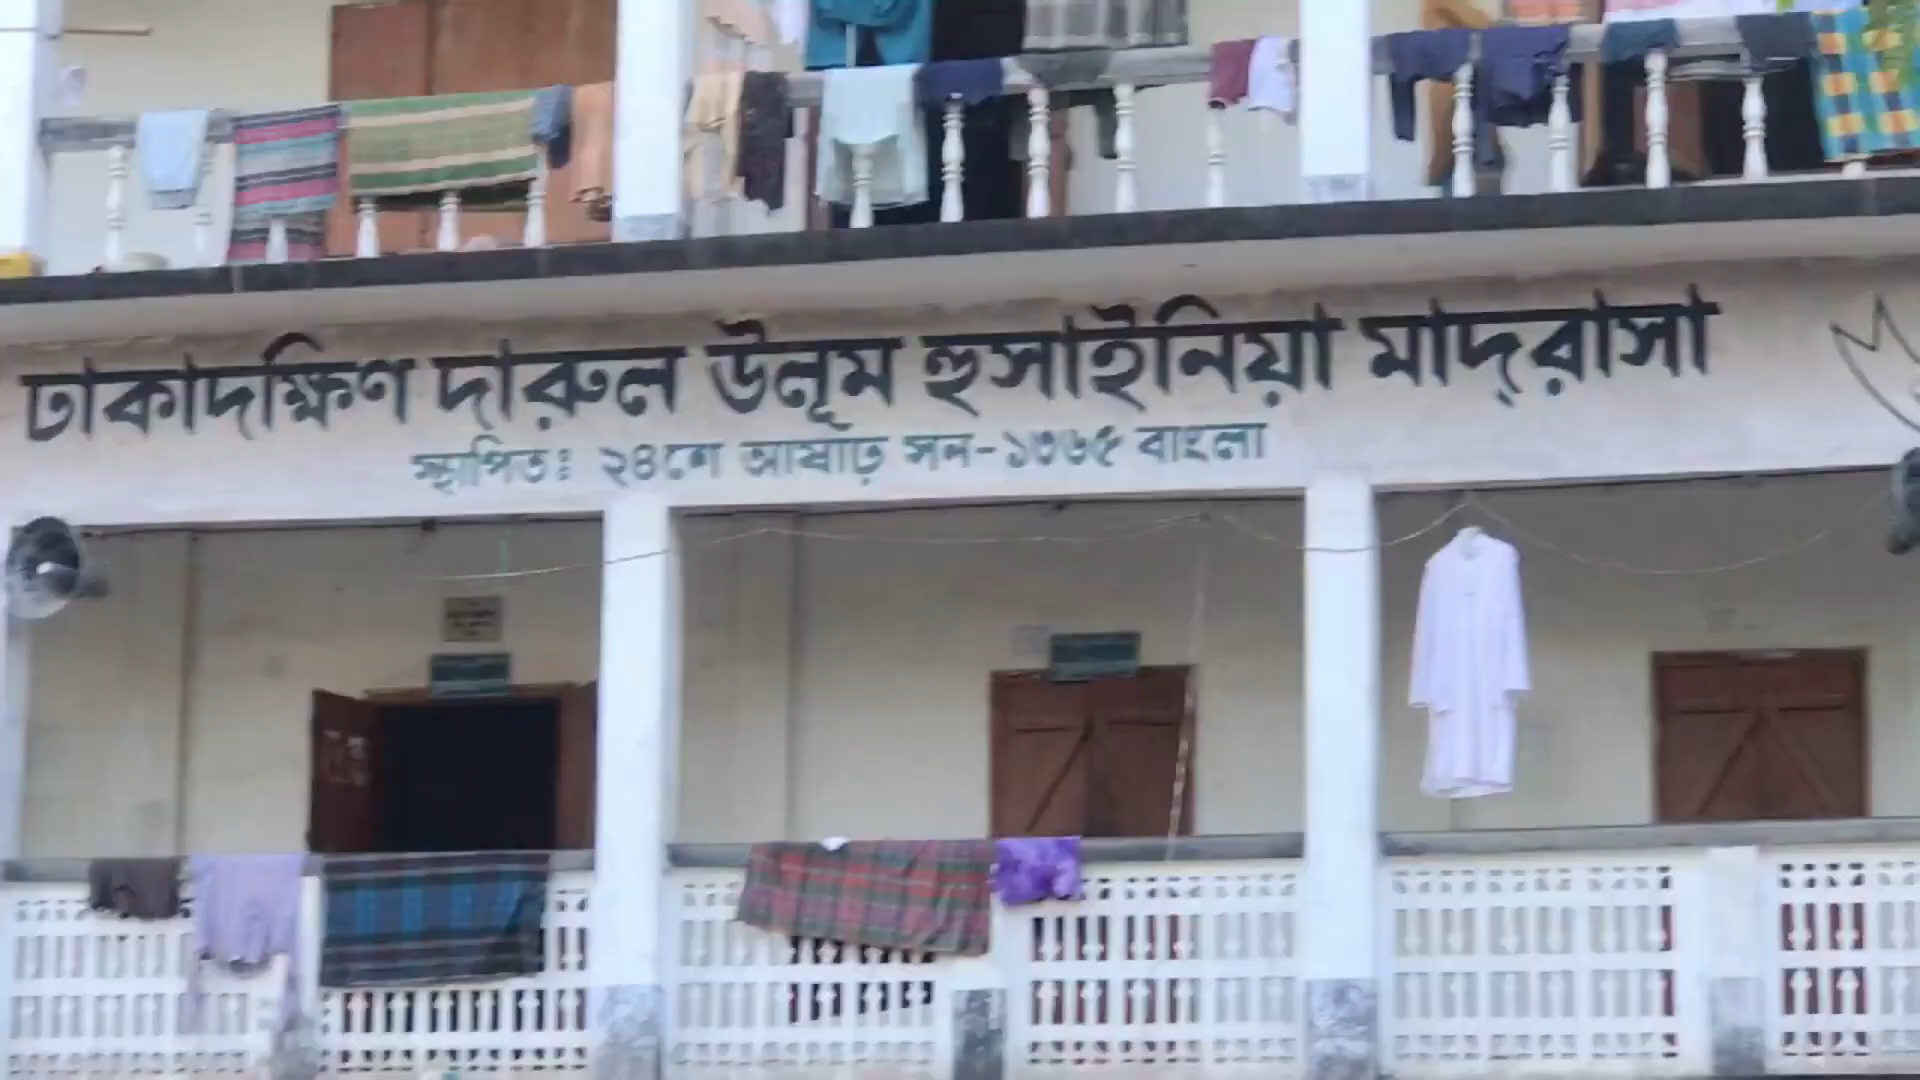 ঢাকাদক্ষিণ দারুল উলূম হুসাইনিয়া মাদ্‌রাসা
স্থাপিতঃ ২৪শে আষাঢ় সন-১৩৬৫ বাংলা